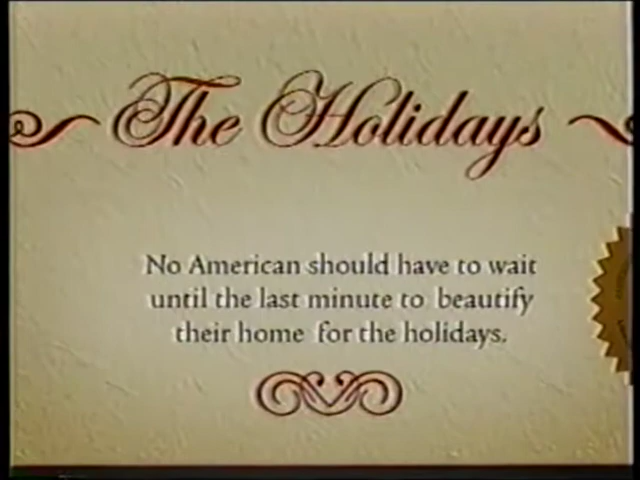 The Holidays
No American should have to wait
until the last minute to beautify
their home for the holidays.